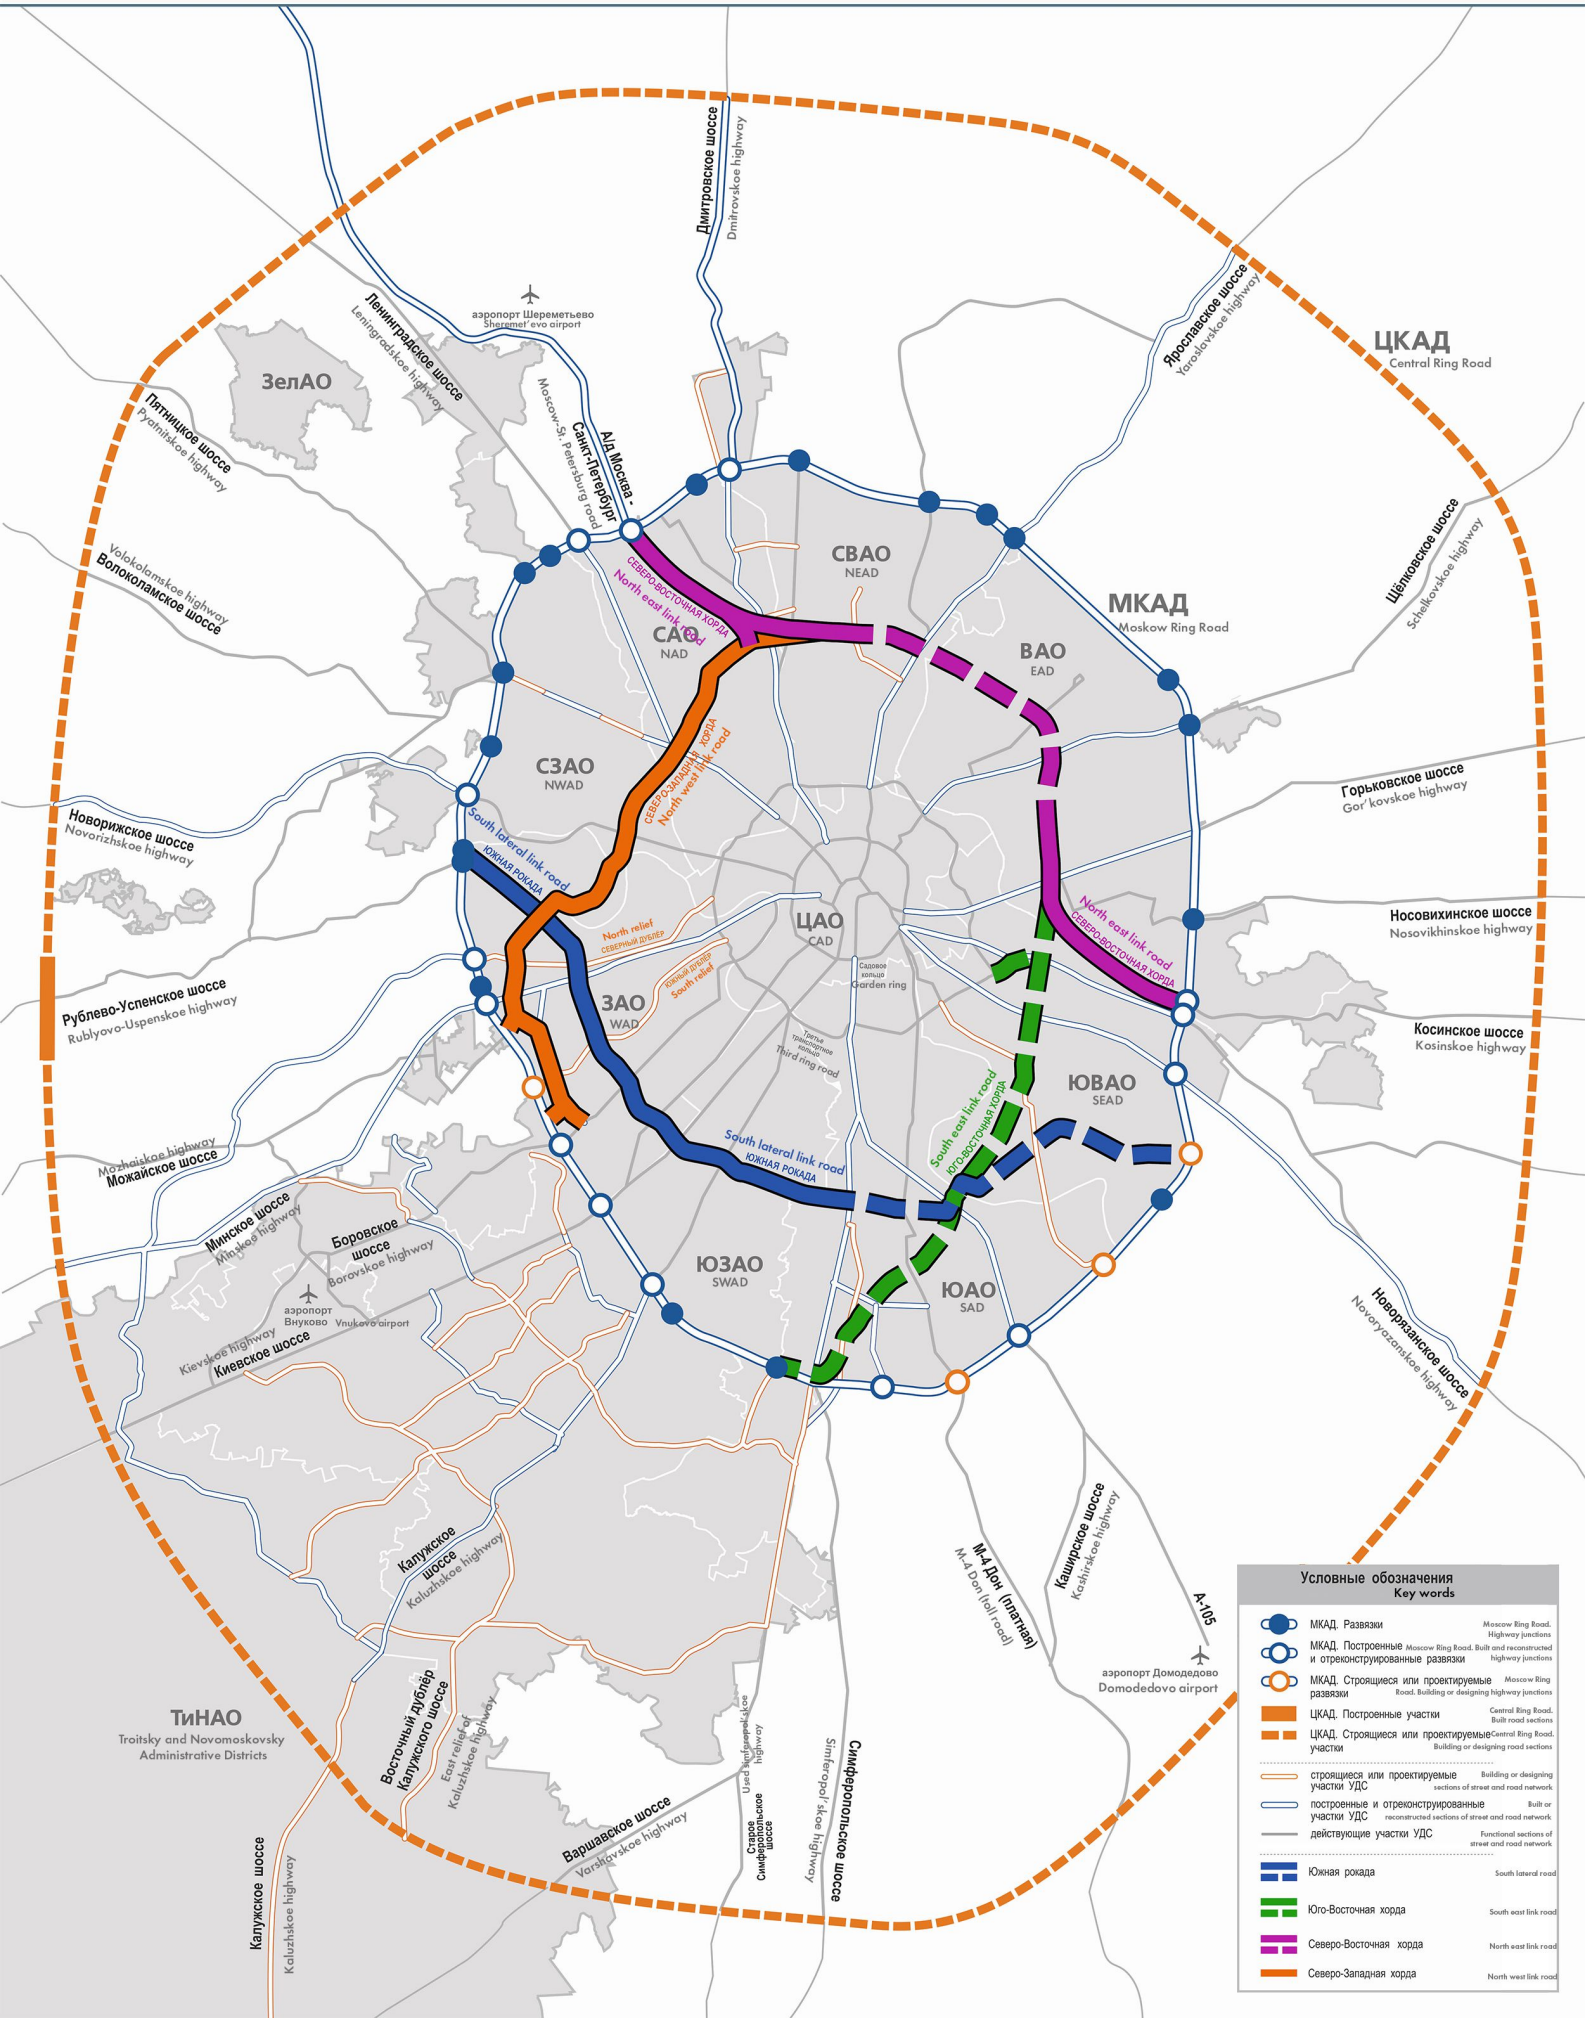 Дмитровское шоссе
Dmitrovskoe highway
Ярославское шоссе
Yaroslavskoe highway
ЦКАД
Central Ring Road
аэропорт Шереметьево
Sheremet'evo airport
Ленинградское шоссе
Leningradskoe highway
ЗелАО
Пятницкое шоссе
Pyatnitskoe highway
А/д Москва -
Санкт-Петербург
Moscow-St. Petersburg road
Щёлковское шоссе
Schelkovskoe highway
Volokolamskoe highway
Волоколамское шоссе
СВАО
NEAD
МКАД
Moskow Ring Road
СЕВЕРО-ВОСТОЧНАЯ ХОРДА
North east link road
САО
NAD
ВАО
EAD
СЗАО
NWAD
СЕВЕРО-ЗАПАДНАЯ ХОРДА
North west link road
Горьковское шоссе
Gor'kovskoe highway
Новорижское шоссе
Novorizhskoe highway
South lateral link road
ЮЖНАЯ РОКАДА
North relief
СЕВЕРНЫЙ ДУБЛЁР
ЮЖНЫЙ ДУБЛЁР
South relief
ЦАО
CAD
Садовое
кольцо
Garden ring
North east link road
СЕВЕРО-ВОСТОЧНАЯ ХОРДА
Носовихинское шоссе
Nosovikhinskoe highway
Рублево-Успенское шоссе
Rublyovo-Uspenskoe highway
ЗАО
WAD
Третье
транспортное
кольцо
Third ring road
Косинское шоссе
Kosinskoe highway
ЮВАО
SEAD
South east link road
ЮГО-ВОСТОЧНАЯ ХОРДА
South lateral link road
ЮЖНАЯ РОКАДА
Mozhaiskoe highway
Можайское шоссе
Минское шоссе
Minskoe highway
Боровское
шоссе
Borovskoe highway
ЮЗАО
SWAD
ЮАО
SAD
аэропорт
Внуково
Vnukovo airport
Kievskoe highway
Киевское шоссе
Новорязанское шоссе
Novoryazanskoe highway
Калужское
шоссе
Kaluzhskoe highway
М-4 Дон (платная)
M-4 Don (toll road)
Каширское шоссе
Kashirskoe highway
А-105
аэропорт Домодедово
Domodedovo airport
ТиНАО
Troitsky and Novomoskovsky
Administrative Districts
Восточный дублёр
Калужского шоссе
East relief of
Kaluzhskoe highway
Used simferopol'skoe
highway
Старое
Симферопольское
шоссе
Simferopol'skoe highway
Симферопольское шоссе
Варшавское шоссе
Varshavskoe highway
Калужское шоссе
Kaluzhskoe highway
Условные обозначения
Key words
МКАД. Развязки
Moscow Ring Road.
Highway junctions
МКАД. Построенные
и отреконструированные развязки
Moscow Ring Road. Built and reconstructed
highway junctions
МКАД. Строящиеся или проектируемые
развязки
Moscow Ring
Road. Building or designing highway junctions
ЦКАД. Построенные участки
Central Ring Road.
Built road sections
ЦКАД. Строящиеся или проектируемые
участки
Central Ring Road.
Building or designing road sections
строящиеся или проектируемые
участки УДС
Building or designing
sections of street and road network
построенные и отреконструированные
участки УДС
Built or
reconstructed sections of street and road network
действующие участки УДС
Functional sections of
street and road network
Южная рокада
South lateral road
Юго-Восточная хорда
South east link road
Северо-Восточная хорда
North east link road
Северо-Западная хорда
North west link road